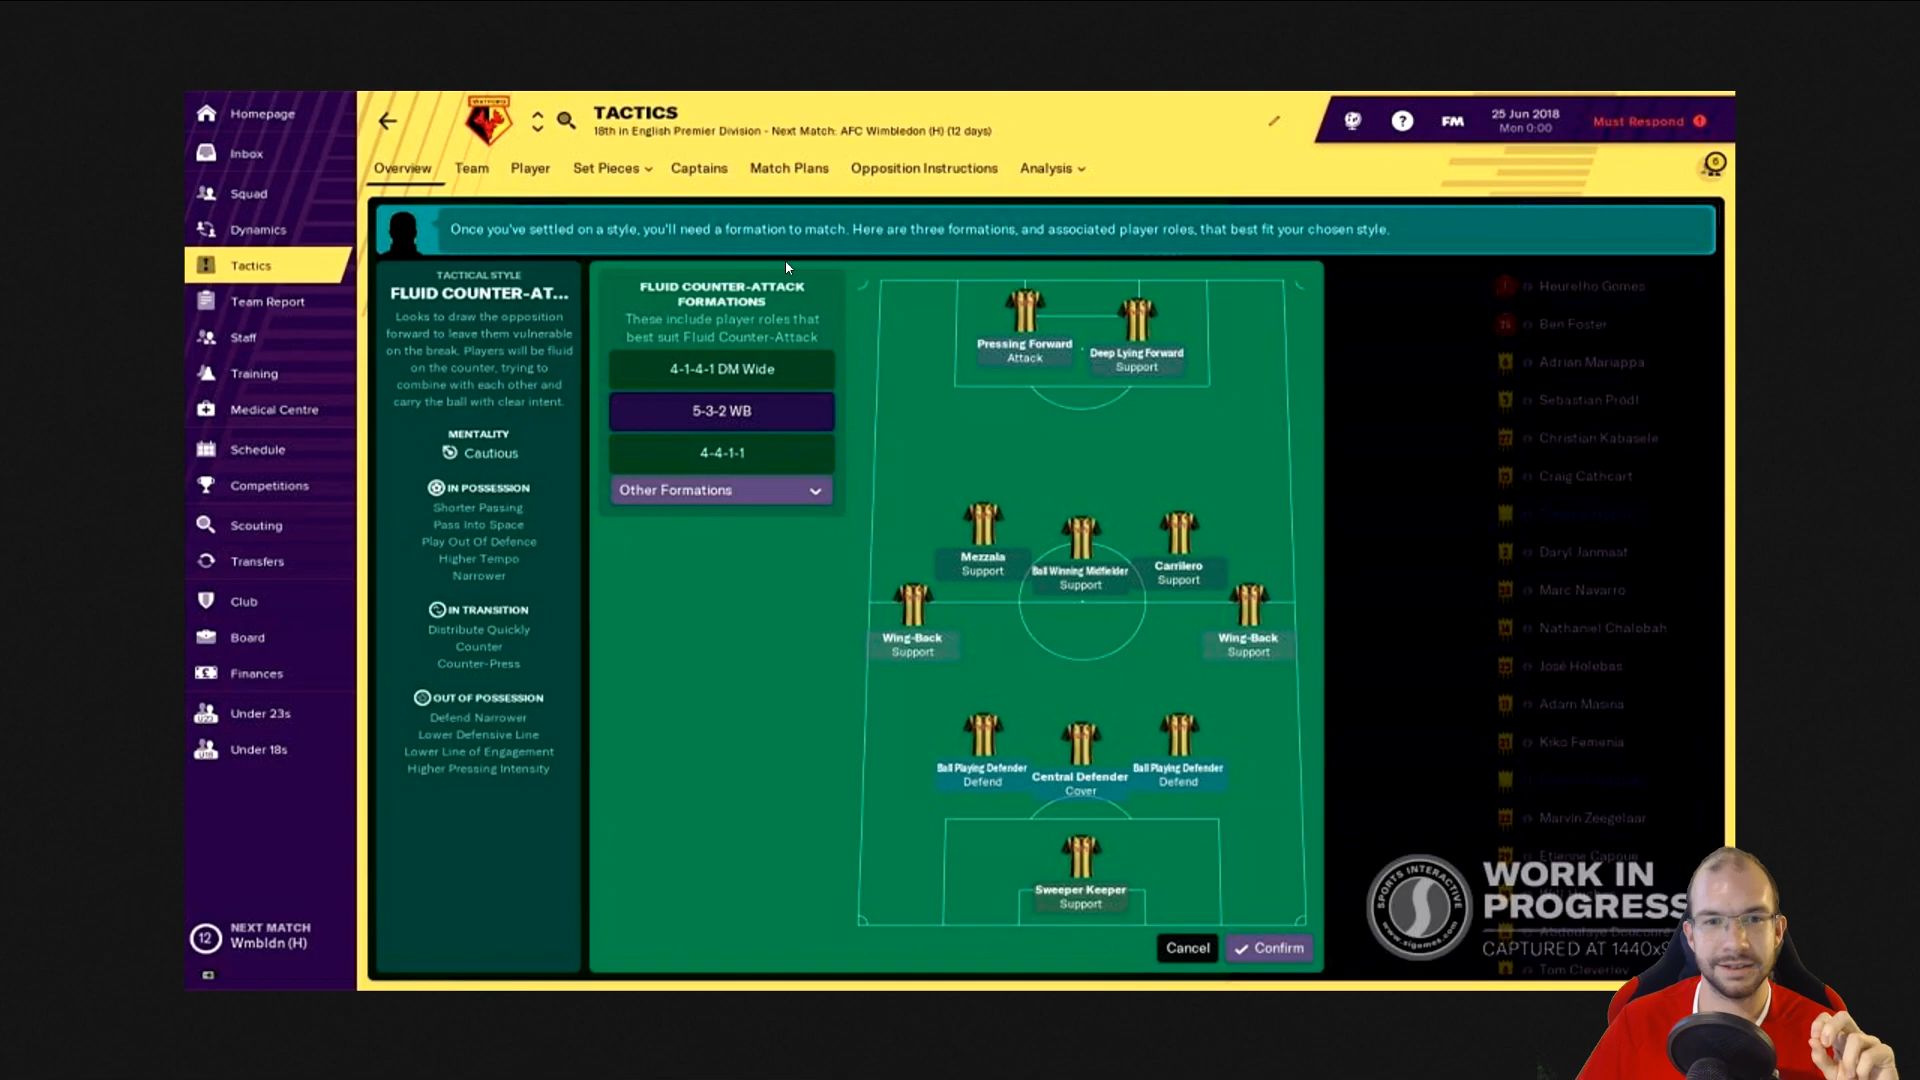 Homepage
Inbox
Squad
Dynamics
Tactics
Team Report
Staff
Training
Medical Centre
Schedule
Competitions
Scouting
Transfers
Club
Board
Finances
Under 23s
Under 18s
12
NEXT MATCH
Wmbldn (H)
TACTICS
18th in English Premier Division - Next Match: AFC Wimbledon (H) (12 days)
FM
25 Jun 2018
Mon 0:00
Must Respond
Overview
Team
Player
Set Pieces
Captains
Match Plans
Opposition Instructions
Analysis
Once you've settled on a style, you'll need a formation to match. Here are three formations, and associated player roles, that best fit your chosen style.
TACTICAL STYLE
FLUID COUNTER-AT...
Looks to draw the opposition
forward to leave them vulnerable
on the break. Players will be fluid
on the counter, trying to
combine with each other and
carry the ball with clear intent.
MENTALITY
Cautious
IN POSSESSION
Shorter Passing
Pass Into Space
Play Out Of Defence
Higher Tempo
Narrower
IN TRANSITION
Distribute Quickly
Counter
Counter-Press
OUT OF POSSESSION
Defend Narrower
Lower Defensive Line
Lower Line of Engagement
Higher Pressing Intensity
FLUID COUNTER-ATTACK
FORMATIONS
These include player roles that
best suit Fluid Counter-Attack
4-1-4-1 DM Wide
5-3-2 WB
4-4-1-1
Other Formations
Pressing Forward
Attack
Deep Lying Forward
Support
Mezzala
Support
Ball Winning Midfielder
Support
Carrilero
Support
Wing-Back
Support
Wing-Back
Support
Ball Playing Defender
Defend
Central Defender
Cover
Ball Playing Defender
Defend
Sweeper Keeper
Support
Cancel
Confirm
Heurelho Gomes
Ben Foster
Adrian Mariappa
Sebastian Prödl
Christian Kabasele
Craig Cathcart
Daryl Janmaat
Marc Navarro
Nathaniel Chalobah
José Holebas
Adam Masina
Kiko Femenía
Marvin Zeegelaar
Etienne Capoue
Tom Cleverley
SPORTS INTERACTIVE
www.sigames.com
WORK IN
PROGRESS
CAPTURED AT 1440x9